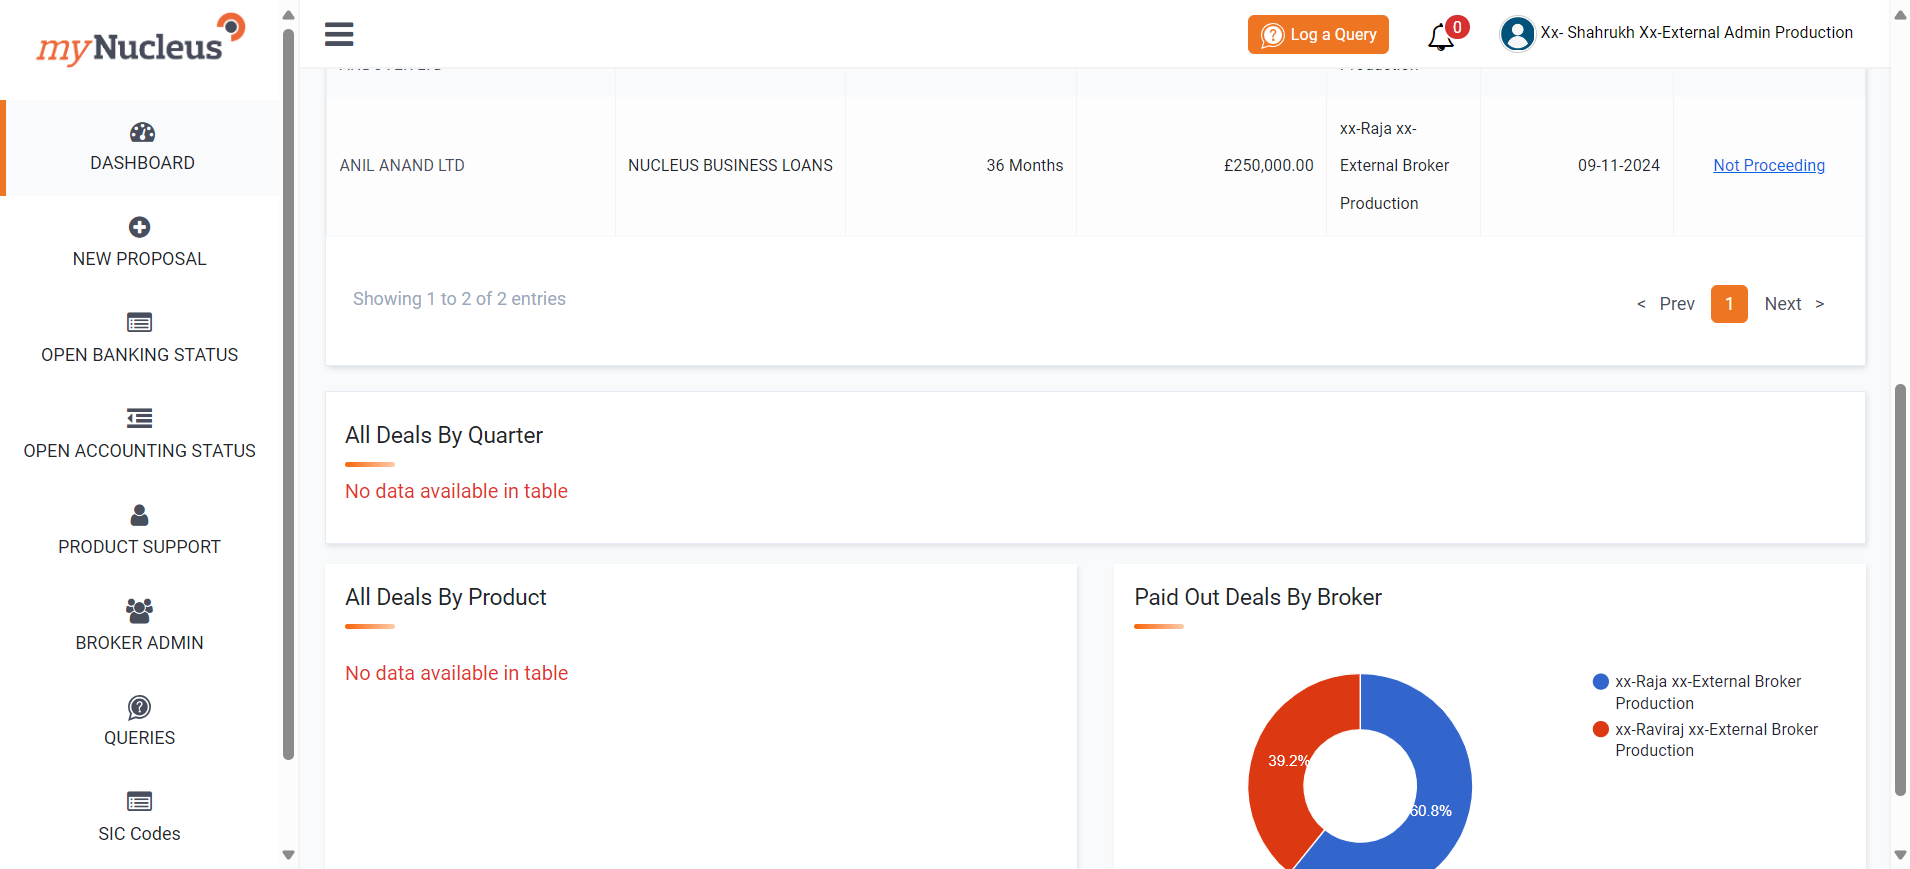 myNucleus
Log a Query
0
Xx- Shahrukh Xx-External Admin Production
DASHBOARD
NEW PROPOSAL
OPEN BANKING STATUS
OPEN ACCOUNTING STATUS
PRODUCT SUPPORT
BROKER ADMIN
QUERIES
SIC Codes
ANIL ANAND LTD
NUCLEUS BUSINESS LOANS
36 Months
£250,000.00
xx-Raja xx-
External Broker
Production
09-11-2024
Not Proceeding
Showing 1 to 2 of 2 entries
< Prev 1 Next >
All Deals By Quarter
No data available in table
All Deals By Product
No data available in table
Paid Out Deals By Broker
39.2%
60.8%
xx-Raja xx-External Broker
Production
xx-Raviraj xx-External Broker
Production